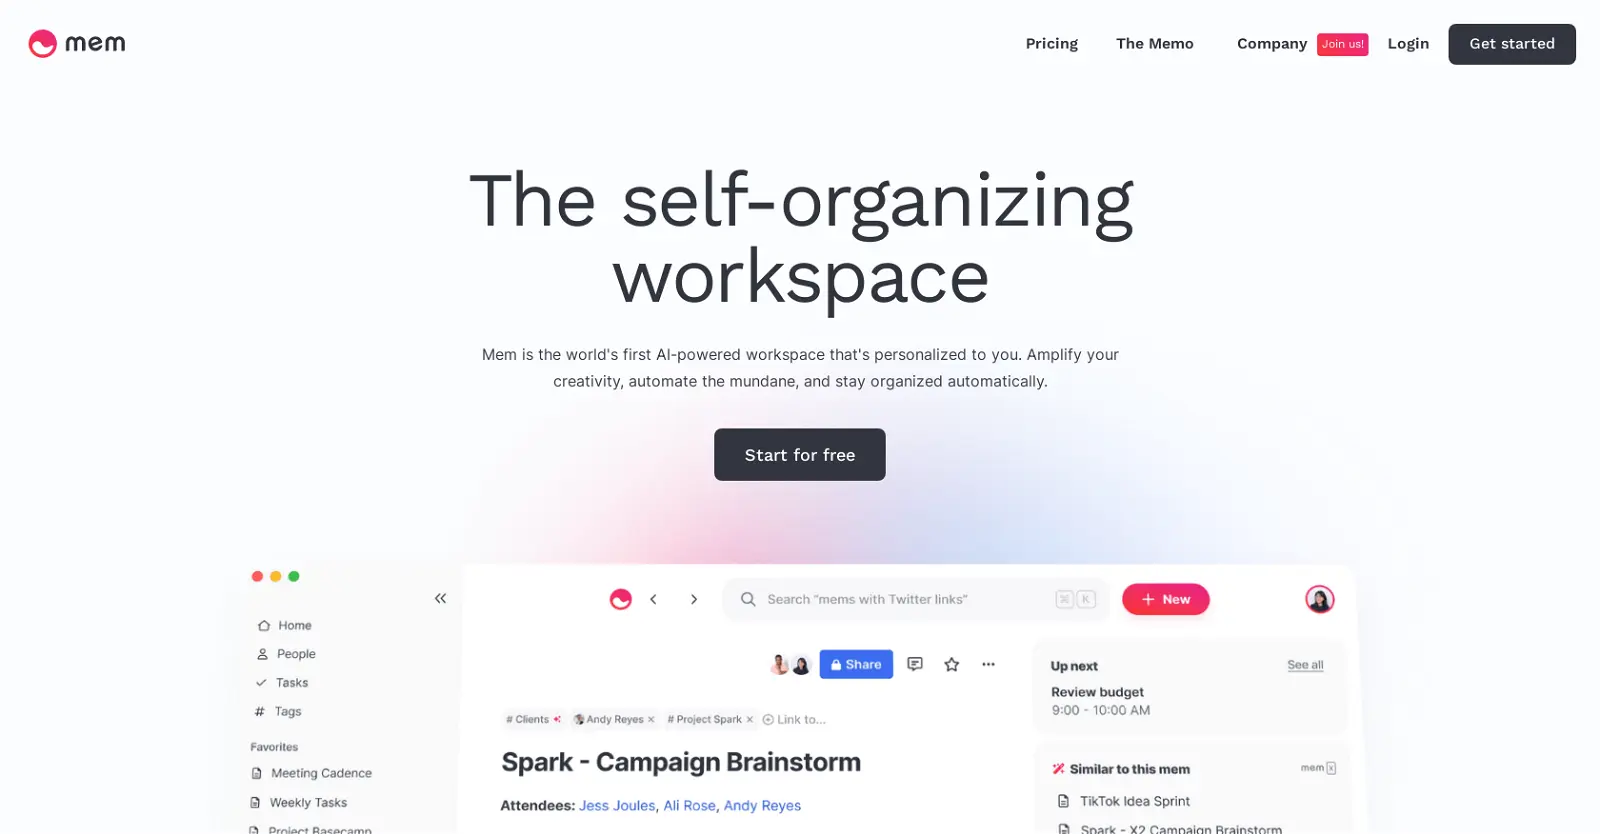 mem
Pricing
The Memo
Company
Join us!
Login
Get started
The self-organizing
workspace
Mem is the world's first AI-powered workspace that's personalized to you. Amplify your
creativity, automate the mundane, and stay organized automatically.
Start for free
Home
People
Tasks
# Tags
Favorites
Meeting Cadence
Weekly Tasks
Project Basecamp
Search “mems with Twitter links”
⌘ K
+ New
Share
# Clients
Andy Reyes ×
# Project Spark ×
Link to...
Spark - Campaign Brainstorm
Attendees: Jess Joules, Ali Rose, Andy Reyes
Up next
See all
Review budget
9:00 - 10:00 AM
Similar to this mem
mem x
TikTok Idea Sprint
Spark - X2 Campaign Brainstorm